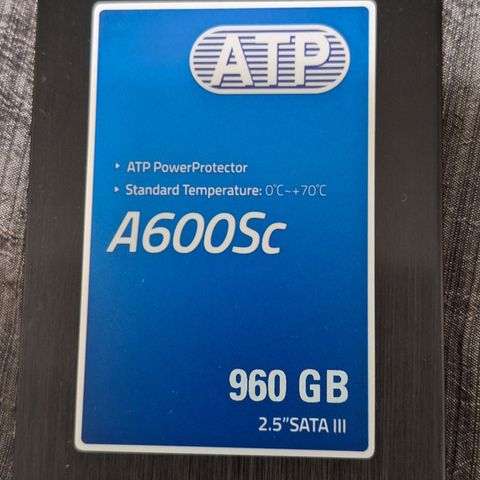 ATP
‣ ATP PowerProtector
‣ Standard Temperature: 0°C~+70°C
A600Sc
960 GB
2.5”SATA III